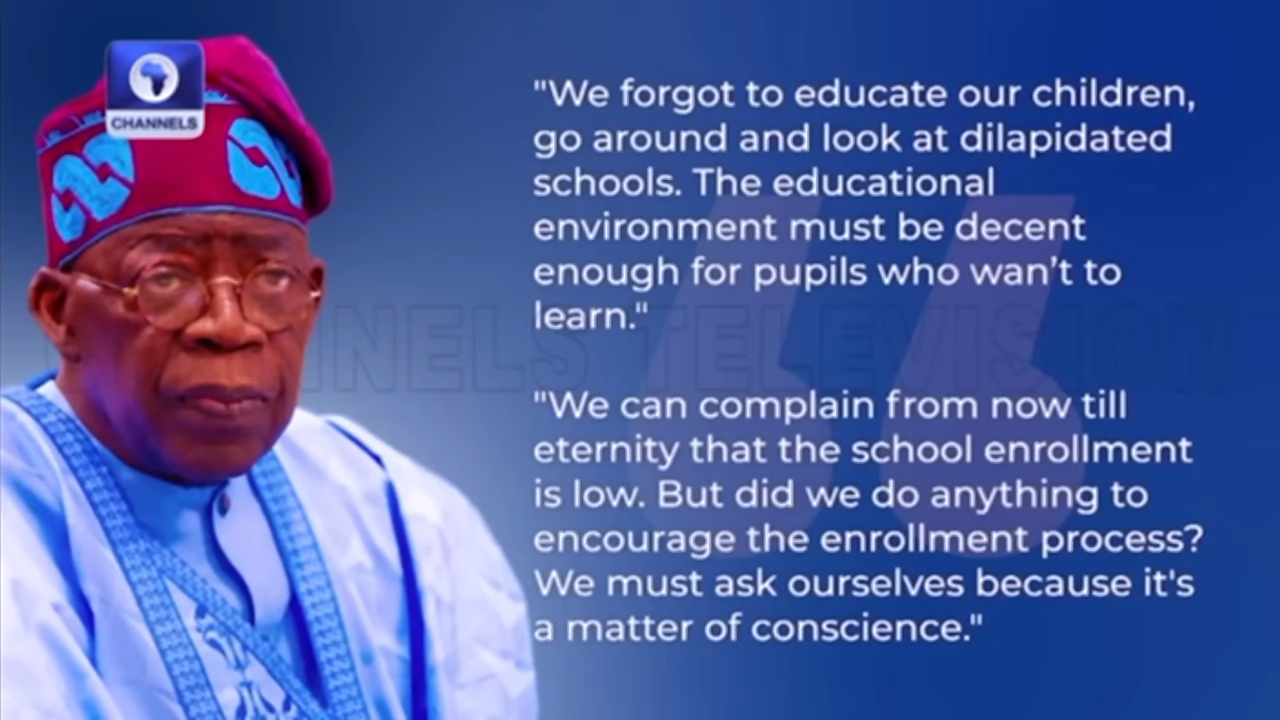 CHANNELS
"We forgot to educate our children,
go around and look at dilapidated
schools. The educational
environment must be decent
enough for pupils who wan’t to
learn."
"We can complain from now till
eternity that the school enrollment
is low. But did we do anything to
encourage the enrollment process?
We must ask ourselves because it's
a matter of conscience."
CHANNELS TELEVISION